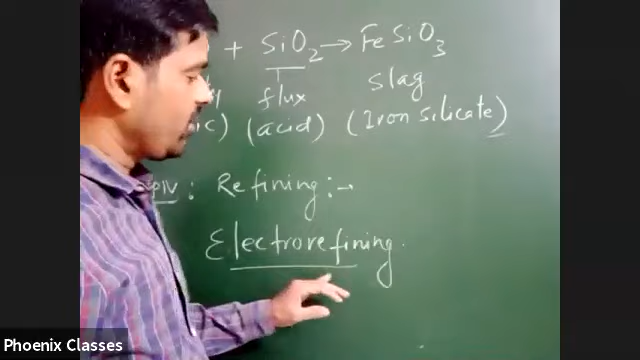 + SiO₂ → FeSiO₃
flux
slag
(acid)
(Iron silicate)
: Refining :→
Electrorefining.
Phoenix Classes